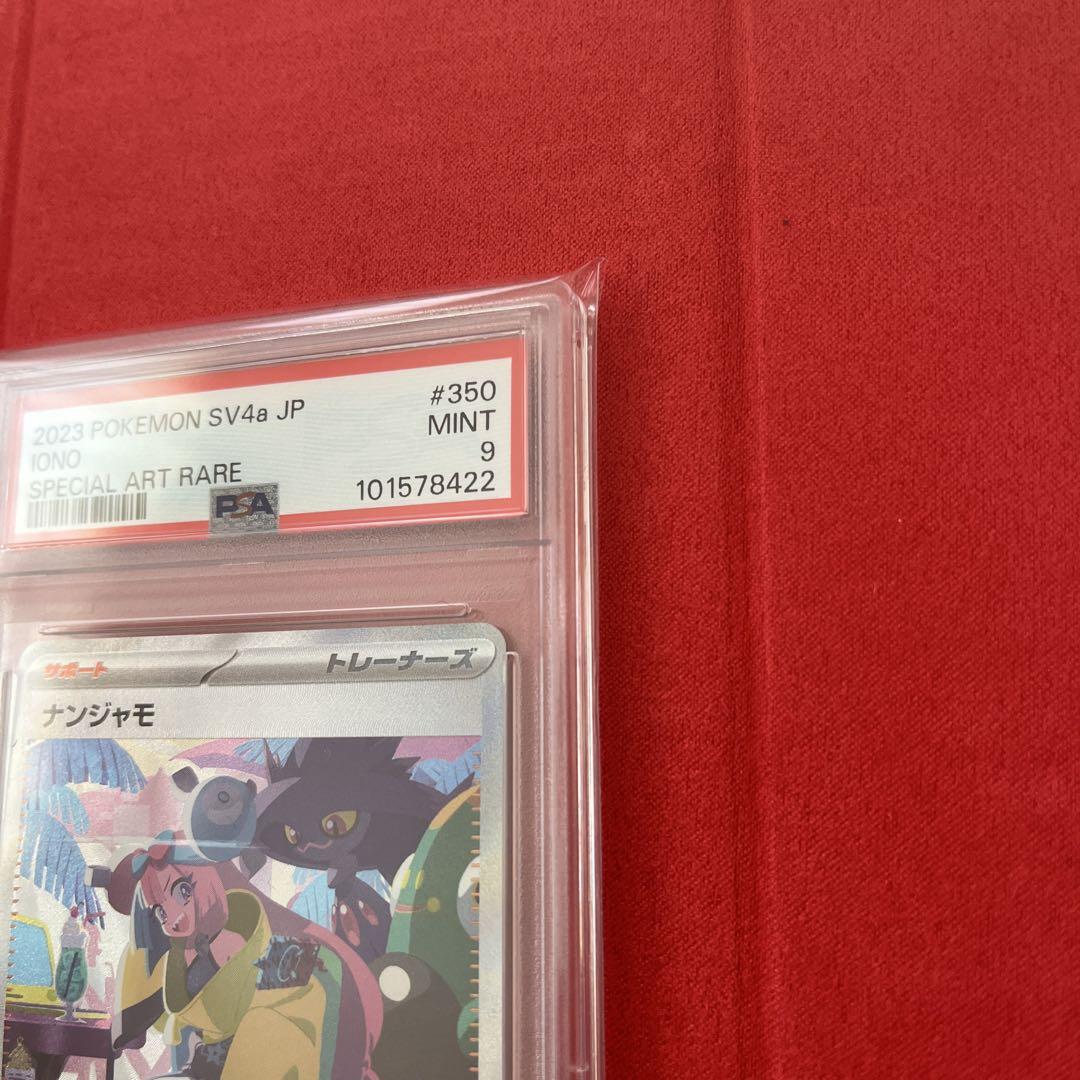 2023 POKEMON SV4a JP #350
IONO MINT
SPECIAL ART RARE 9
PSA 101578422
サポート トレーナーズ
ナンジャモ